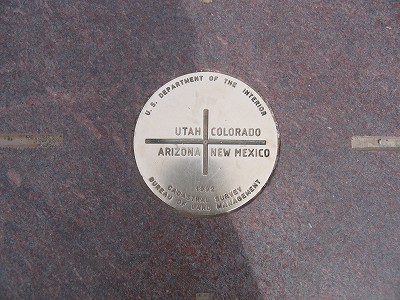 U.S. DEPARTMENT OF THE INTERIOR
UTAH COLORADO
ARIZONA NEW MEXICO
1992
CADASTRAL SURVEY
BUREAU OF LAND MANAGEMENT